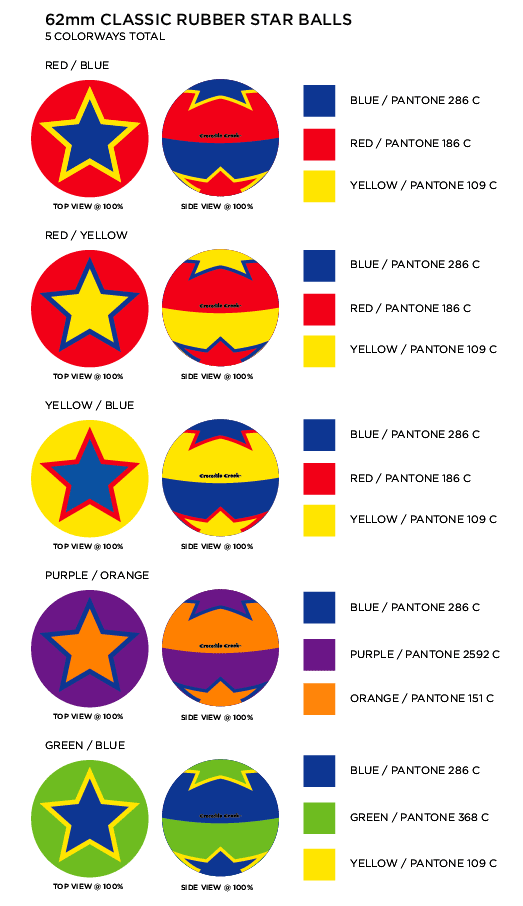 62mm CLASSIC RUBBER STAR BALLS
5 COLORWAYS TOTAL
RED / BLUE
Crocodile Creek
BLUE / PANTONE 286 C
RED / PANTONE 186 C
YELLOW / PANTONE 109 C
TOP VIEW @ 100%
SIDE VIEW @ 100%
RED / YELLOW
Crocodile Creek
BLUE / PANTONE 286 C
RED / PANTONE 186 C
YELLOW / PANTONE 109 C
TOP VIEW @ 100%
SIDE VIEW @ 100%
YELLOW / BLUE
Crocodile Creek
BLUE / PANTONE 286 C
RED / PANTONE 186 C
YELLOW / PANTONE 109 C
TOP VIEW @ 100%
SIDE VIEW @ 100%
PURPLE / ORANGE
Crocodile Creek
BLUE / PANTONE 286 C
PURPLE / PANTONE 2592 C
ORANGE / PANTONE 151 C
TOP VIEW @ 100%
SIDE VIEW @ 100%
GREEN / BLUE
Crocodile Creek
BLUE / PANTONE 286 C
GREEN / PANTONE 368 C
YELLOW / PANTONE 109 C
TOP VIEW @ 100%
SIDE VIEW @ 100%